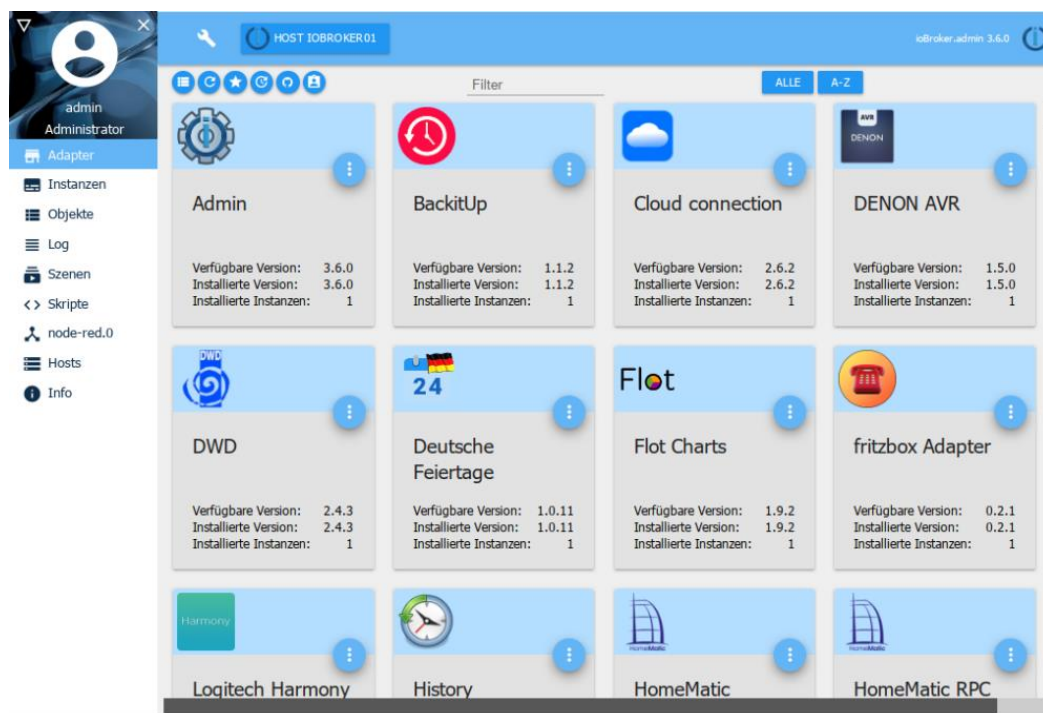 HOST IOBROKER01
ioBroker.admin 3.6.0
admin
Administrator
Adapter
Instanzen
Objekte
Log
Szenen
Skripte
node-red.0
Hosts
Info
Filter
ALLE
A-Z
Admin
Verfügbare Version: 3.6.0
Installierte Version: 3.6.0
Installierte Instanzen: 1
BackitUp
Verfügbare Version: 1.1.2
Installierte Version: 1.1.2
Installierte Instanzen: 1
Cloud connection
Verfügbare Version: 2.6.2
Installierte Version: 2.6.2
Installierte Instanzen: 1
AVR
DENON
DENON AVR
Verfügbare Version: 1.5.0
Installierte Version: 1.5.0
Installierte Instanzen: 1
DWD
DWD
Verfügbare Version: 2.4.3
Installierte Version: 2.4.3
Installierte Instanzen: 1
24
Deutsche
Feiertage
Verfügbare Version: 1.0.11
Installierte Version: 1.0.11
Installierte Instanzen: 1
Flot
Flot Charts
Verfügbare Version: 1.9.2
Installierte Version: 1.9.2
Installierte Instanzen: 1
fritzbox Adapter
Verfügbare Version: 0.2.1
Installierte Version: 0.2.1
Installierte Instanzen: 1
Harmony
Logitech Harmony
History
HomeMatic
HomeMatic
HomeMatic
HomeMatic RPC